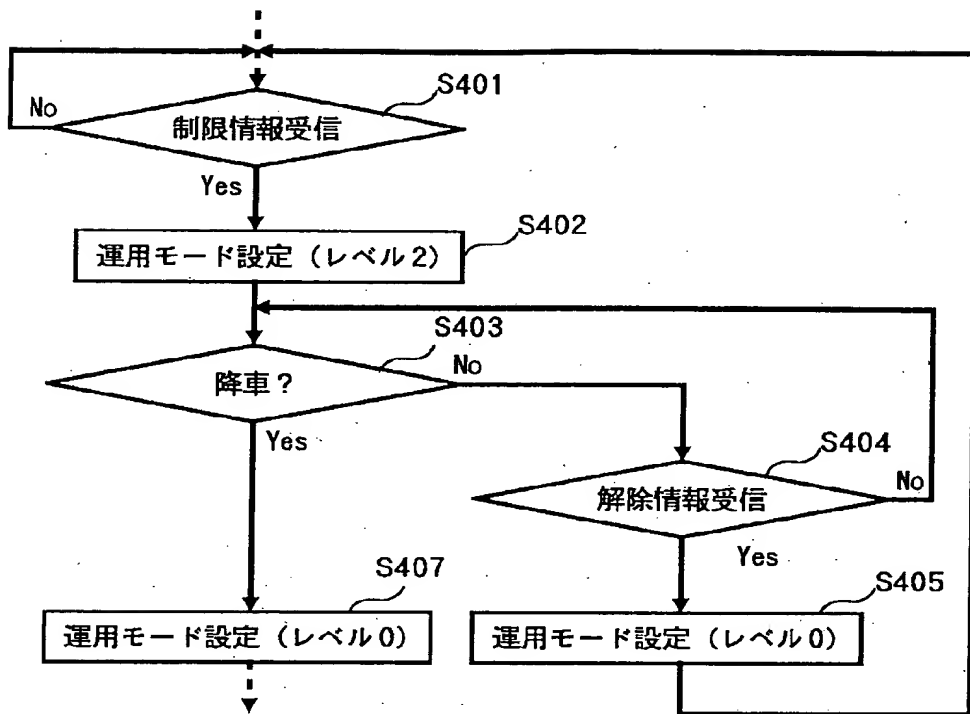 S401
No
制限情報受信
Yes
S402
運用モード設定（レベル2）
S403
No
降車？
Yes
S404
No
解除情報受信
Yes
S407
S405
運用モード設定（レベル0）
運用モード設定（レベル0）